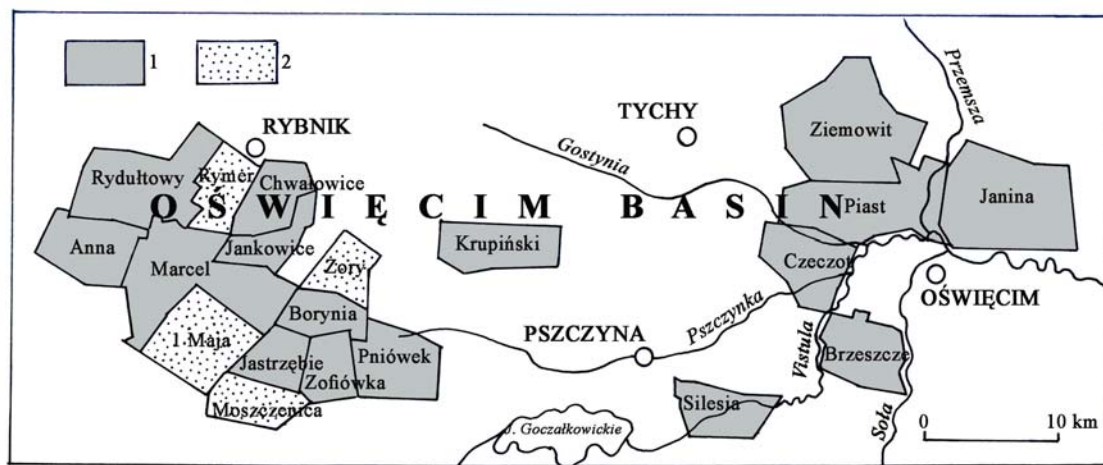 1
2
RYBNIK
TYCHY
Przemsza
Gostynia
Ziemowit
Rydułtowy
Rymer
Chwałowice
OŚWIĘCIM BASIN
Piast
Janina
Anna
Marcel
Jankowice
Krupiński
Czeczot
Żory
OŚWIĘCIM
Borynia
Pszczynka
PSZCZYNA
1 Maja
Vistula
Jastrzębie
Zofiówka
Pniówek
Brzeszcze
Moszczenica
Silesia
J. Goczałkowickie
Soła
0 10 km